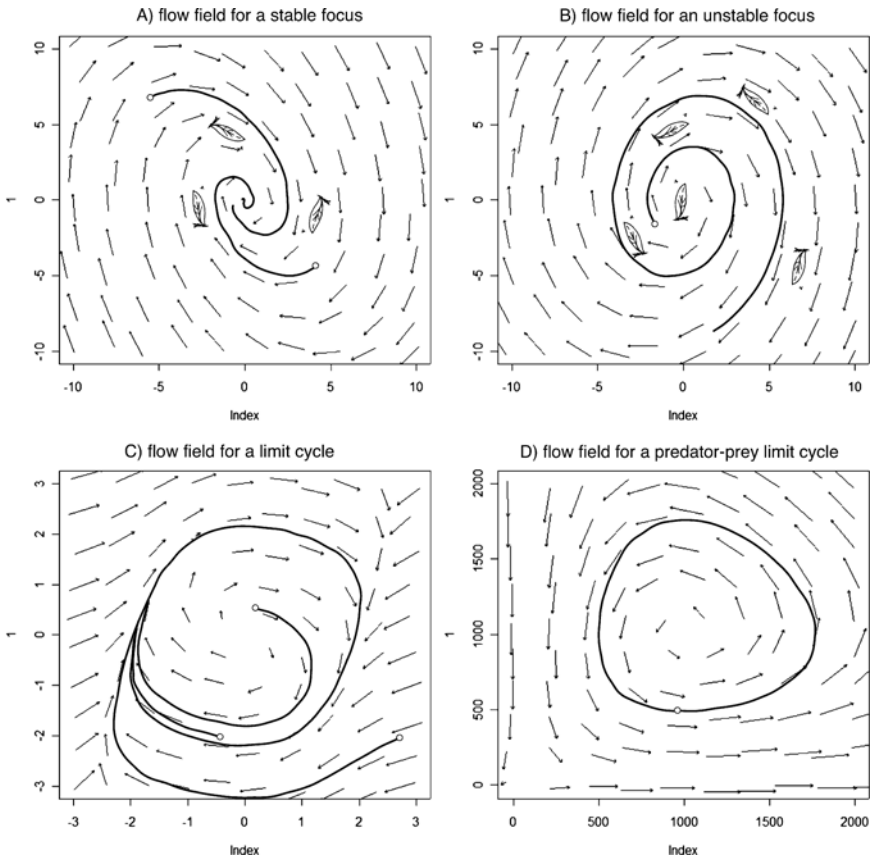 A) flow field for a stable focus
10
5
0
-5
-10
1
-10 -5 0 5 10
Index
B) flow field for an unstable focus
10
5
0
-5
-10
1
-10 -5 0 5 10
Index
C) flow field for a limit cycle
3
2
1
0
-1
-2
-3
1
-3 -2 -1 0 1 2 3
Index
D) flow field for a predator-prey limit cycle
2000
1500
1000
500
0
1
0 500 1000 1500 2000
Index